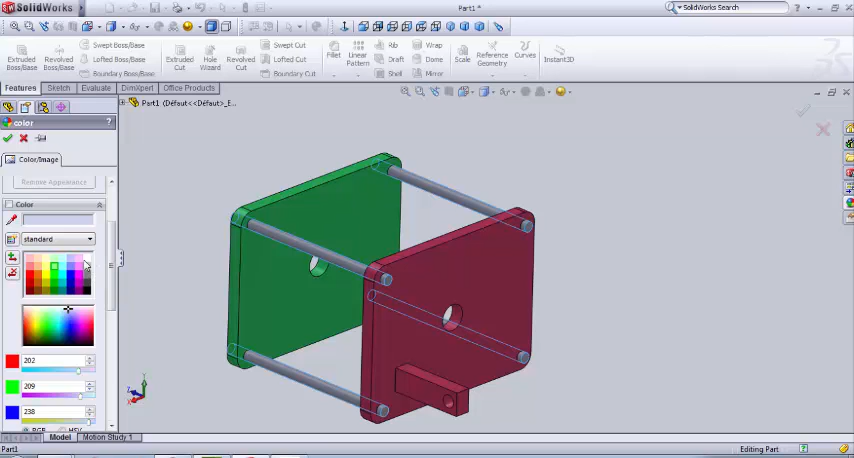 SolidWorks
Part1 *
SolidWorks Search
Extruded Boss/Base
Revolved Boss/Base
Swept Boss/Base
Lofted Boss/Base
Boundary Boss/Base
Extruded Cut
Hole Wizard
Revolved Cut
Swept Cut
Lofted Cut
Boundary Cut
Fillet
Linear Pattern
Rib
Draft
Shell
Wrap
Dome
Mirror
Scale
Reference Geometry
Curves
Instant3D
Features Sketch Evaluate DimXpert Office Products
Part1 (Défaut<<Défaut>_E...
color
?
Color/Image
Remove Appearance
Color
standard
202
209
238
RGB HSV
Y
X
Z
Model Motion Study 1
Part1
Editing Part